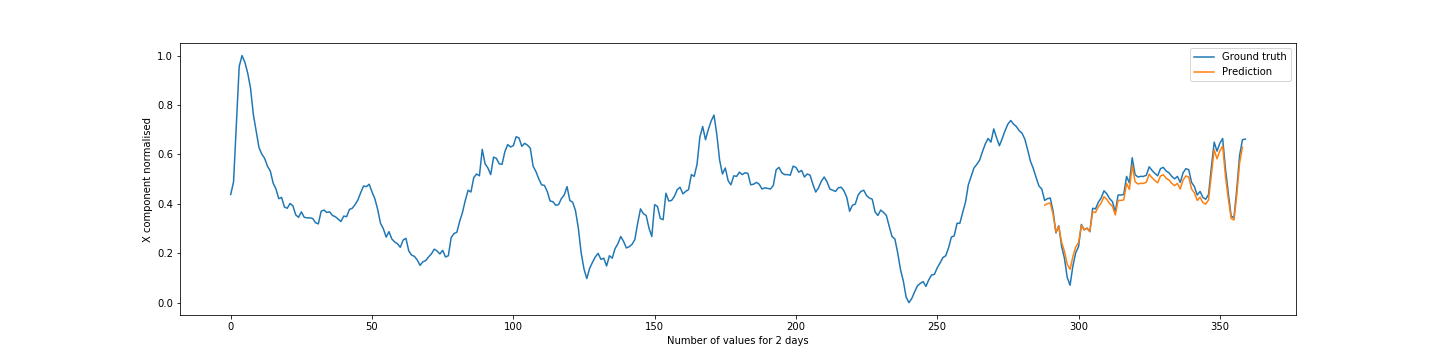 Ground truth
Prediction
X component normalised
1.0
0.8
0.6
0.4
0.2
0.0
0 50 100 150 200 250 300 350
Number of values for 2 days